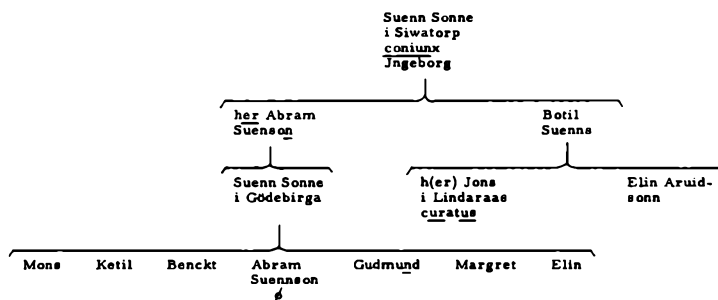 Suenn Sonne
i Siwatorp
coniunx
Jngeborg
her Abram
Suenson
Botil
Suenns
Suenn Sonne
i Gödebirga
h(er) Jons
i Lindaraas
curatus
Elin Aruid-
sonn
Mons Ketil Benckt Abram Gudmund Margret Elin
Suennson
ø